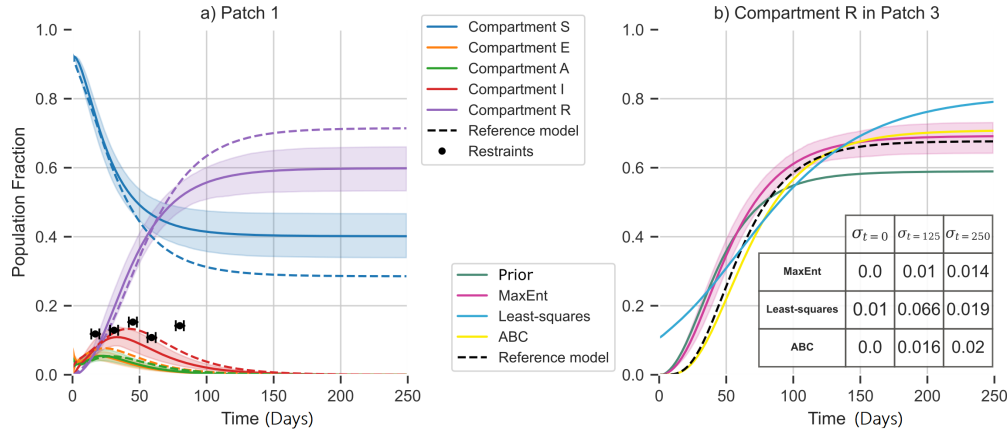 a) Patch 1
Population Fraction
1.0
0.8
0.6
0.4
0.2
0.0
0 50 100 150 200 250
Time (Days)
Compartment S
Compartment E
Compartment A
Compartment I
Compartment R
Reference model
Restraints
Prior
MaxEnt
Least-squares
ABC
Reference model
b) Compartment R in Patch 3
1.0
0.8
0.6
0.4
0.2
0.0
0 50 100 150 200 250
Time (Days)
σt = 0 σt = 125 σt = 250
MaxEnt 0.0 0.01 0.014
Least-squares 0.01 0.066 0.019
ABC 0.0 0.016 0.02